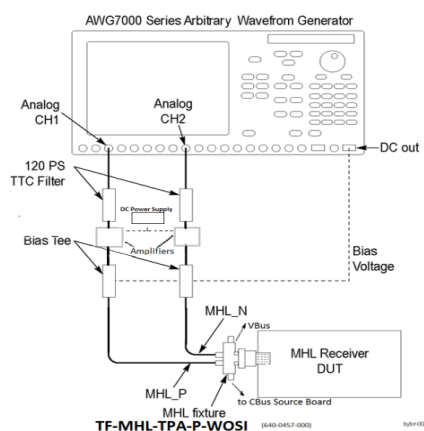 AWG7000 Series Arbitrary Wavefrom Generator
Analog
CH1
Analog
CH2
DC out
120 PS
TTC Filter
DC Power Supply
Amplifiers
Bias Tee
Bias
Voltage
MHL_N
VBus
MHL Receiver
DUT
MHL_P
to CBus Source Board
MHL fixture
TF-MHL-TPA-P-WOSI (640-0457-000)